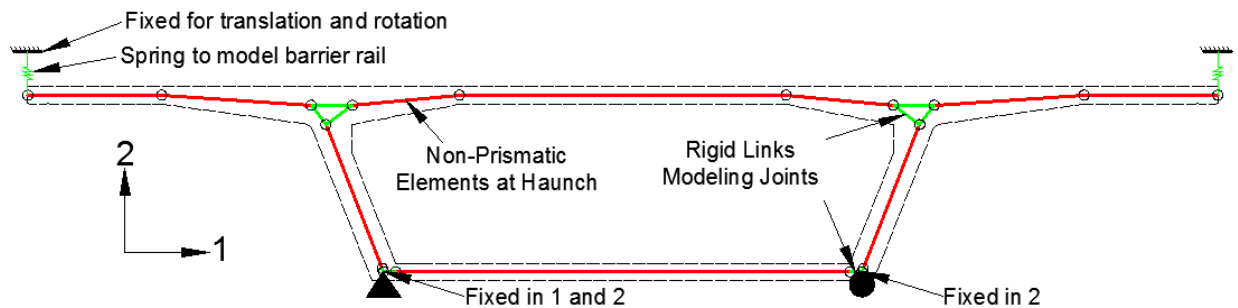 Fixed for translation and rotation
Spring to model barrier rail
Non-Prismatic
Elements at Haunch
Rigid Links
Modeling Joints
2
1
Fixed in 1 and 2
Fixed in 2